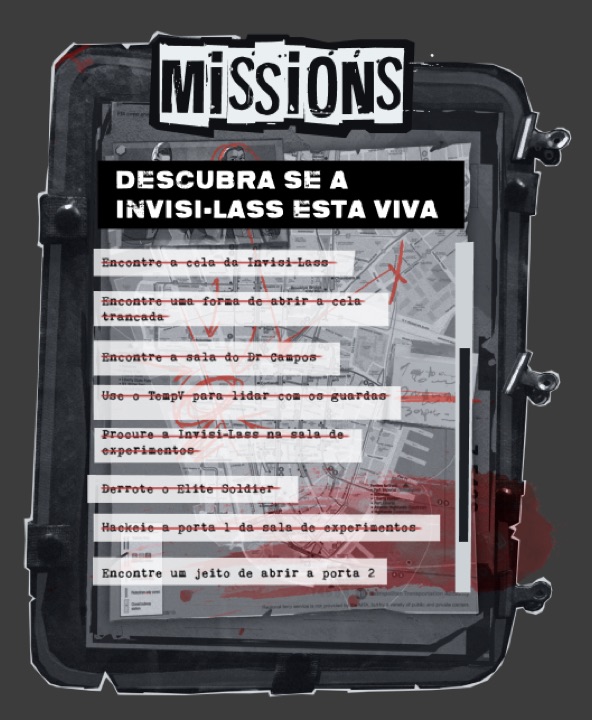 MiSSiONS
DESCUBRA SE A
INVISI-LASS ESTA VIVA
Encontre a cela da Invisi-Lass
Encontre uma forma de abrir a cela
trancada
Encontre a sala do Dr Campos
Use o TempV para lidar com os guardas
Procure a Invisi-Lass na sala de
experimentos
Derrote o Elite Soldier
Hackeie a porta 1 da sala de experimentos
Encontre um jeito de abrir a porta 2